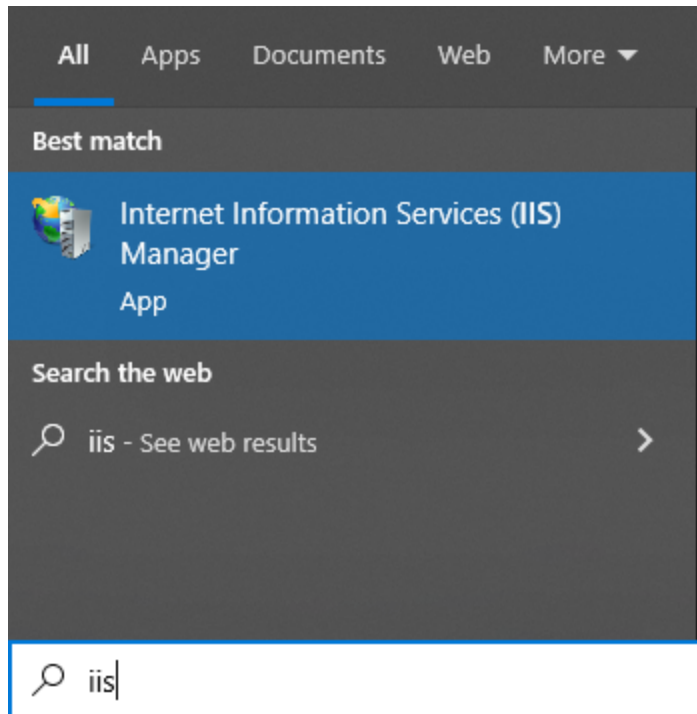 All Apps Documents Web More
Best match
Internet Information Services (IIS)
Manager
App
Search the web
iis - See web results
iis